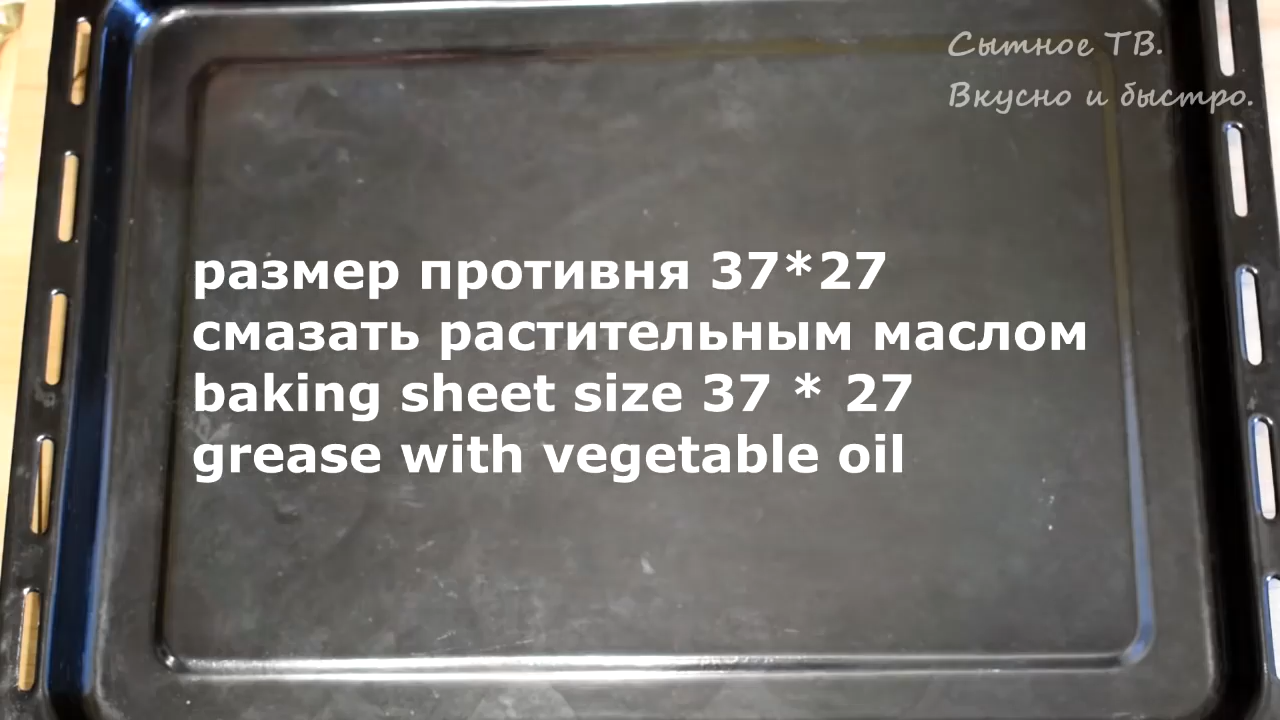 Сытное ТВ.
Вкусно и быстро.
размер противня 37*27
смазать растительным маслом
baking sheet size 37 * 27
grease with vegetable oil